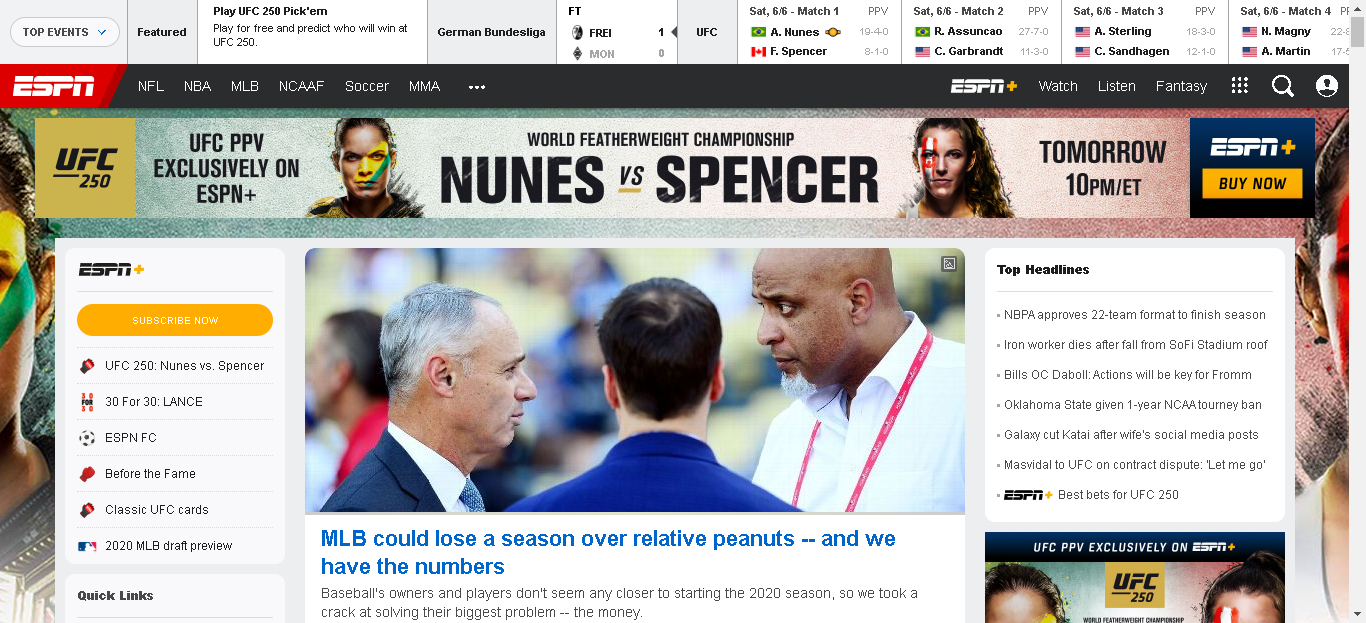 TOP EVENTS
Featured
Play UFC 250 Pick'em
Play for free and predict who will win at
UFC 250.
German Bundesliga
FT
FREI 1
MON 0
UFC
Sat, 6/6 - Match 1 PPV
A. Nunes 19-4-0
F. Spencer 8-1-0
Sat, 6/6 - Match 2 PPV
R. Assuncao 27-7-0
C. Garbrandt 11-3-0
Sat, 6/6 - Match 3 PPV
A. Sterling 18-3-0
C. Sandhagen 12-1-0
Sat, 6/6 - Match 4
N. Magny
A. Martin
ESPN NFL NBA MLB NCAAF Soccer MMA ... ESPN+ Watch Listen Fantasy
UFC
250
UFC PPV
EXCLUSIVELY ON
ESPN+
WORLD FEATHERWEIGHT CHAMPIONSHIP
NUNES VS SPENCER
TOMORROW
10PM/ET
ESPN+
BUY NOW
ESPN+
SUBSCRIBE NOW
UFC 250: Nunes vs. Spencer
30 FOR 30 30 For 30: LANCE
ESPN FC
Before the Fame
Classic UFC cards
2020 MLB draft preview
Quick Links
MLB could lose a season over relative peanuts -- and we
have the numbers
Baseball's owners and players don't seem any closer to starting the 2020 season, so we took a
crack at solving their biggest problem -- the money.
Top Headlines
NBPA approves 22-team format to finish season
Iron worker dies after fall from SoFi Stadium roof
Bills OC Daboll: Actions will be key for Fromm
Oklahoma State given 1-year NCAA tourney ban
Galaxy cut Katai after wife's social media posts
Masvidal to UFC on contract dispute: 'Let me go'
ESPN+ Best bets for UFC 250
UFC PPV EXCLUSIVELY ON ESPN+
UFC
250
WORLD FEATHERWEIGHT CHAMPIONSHIP